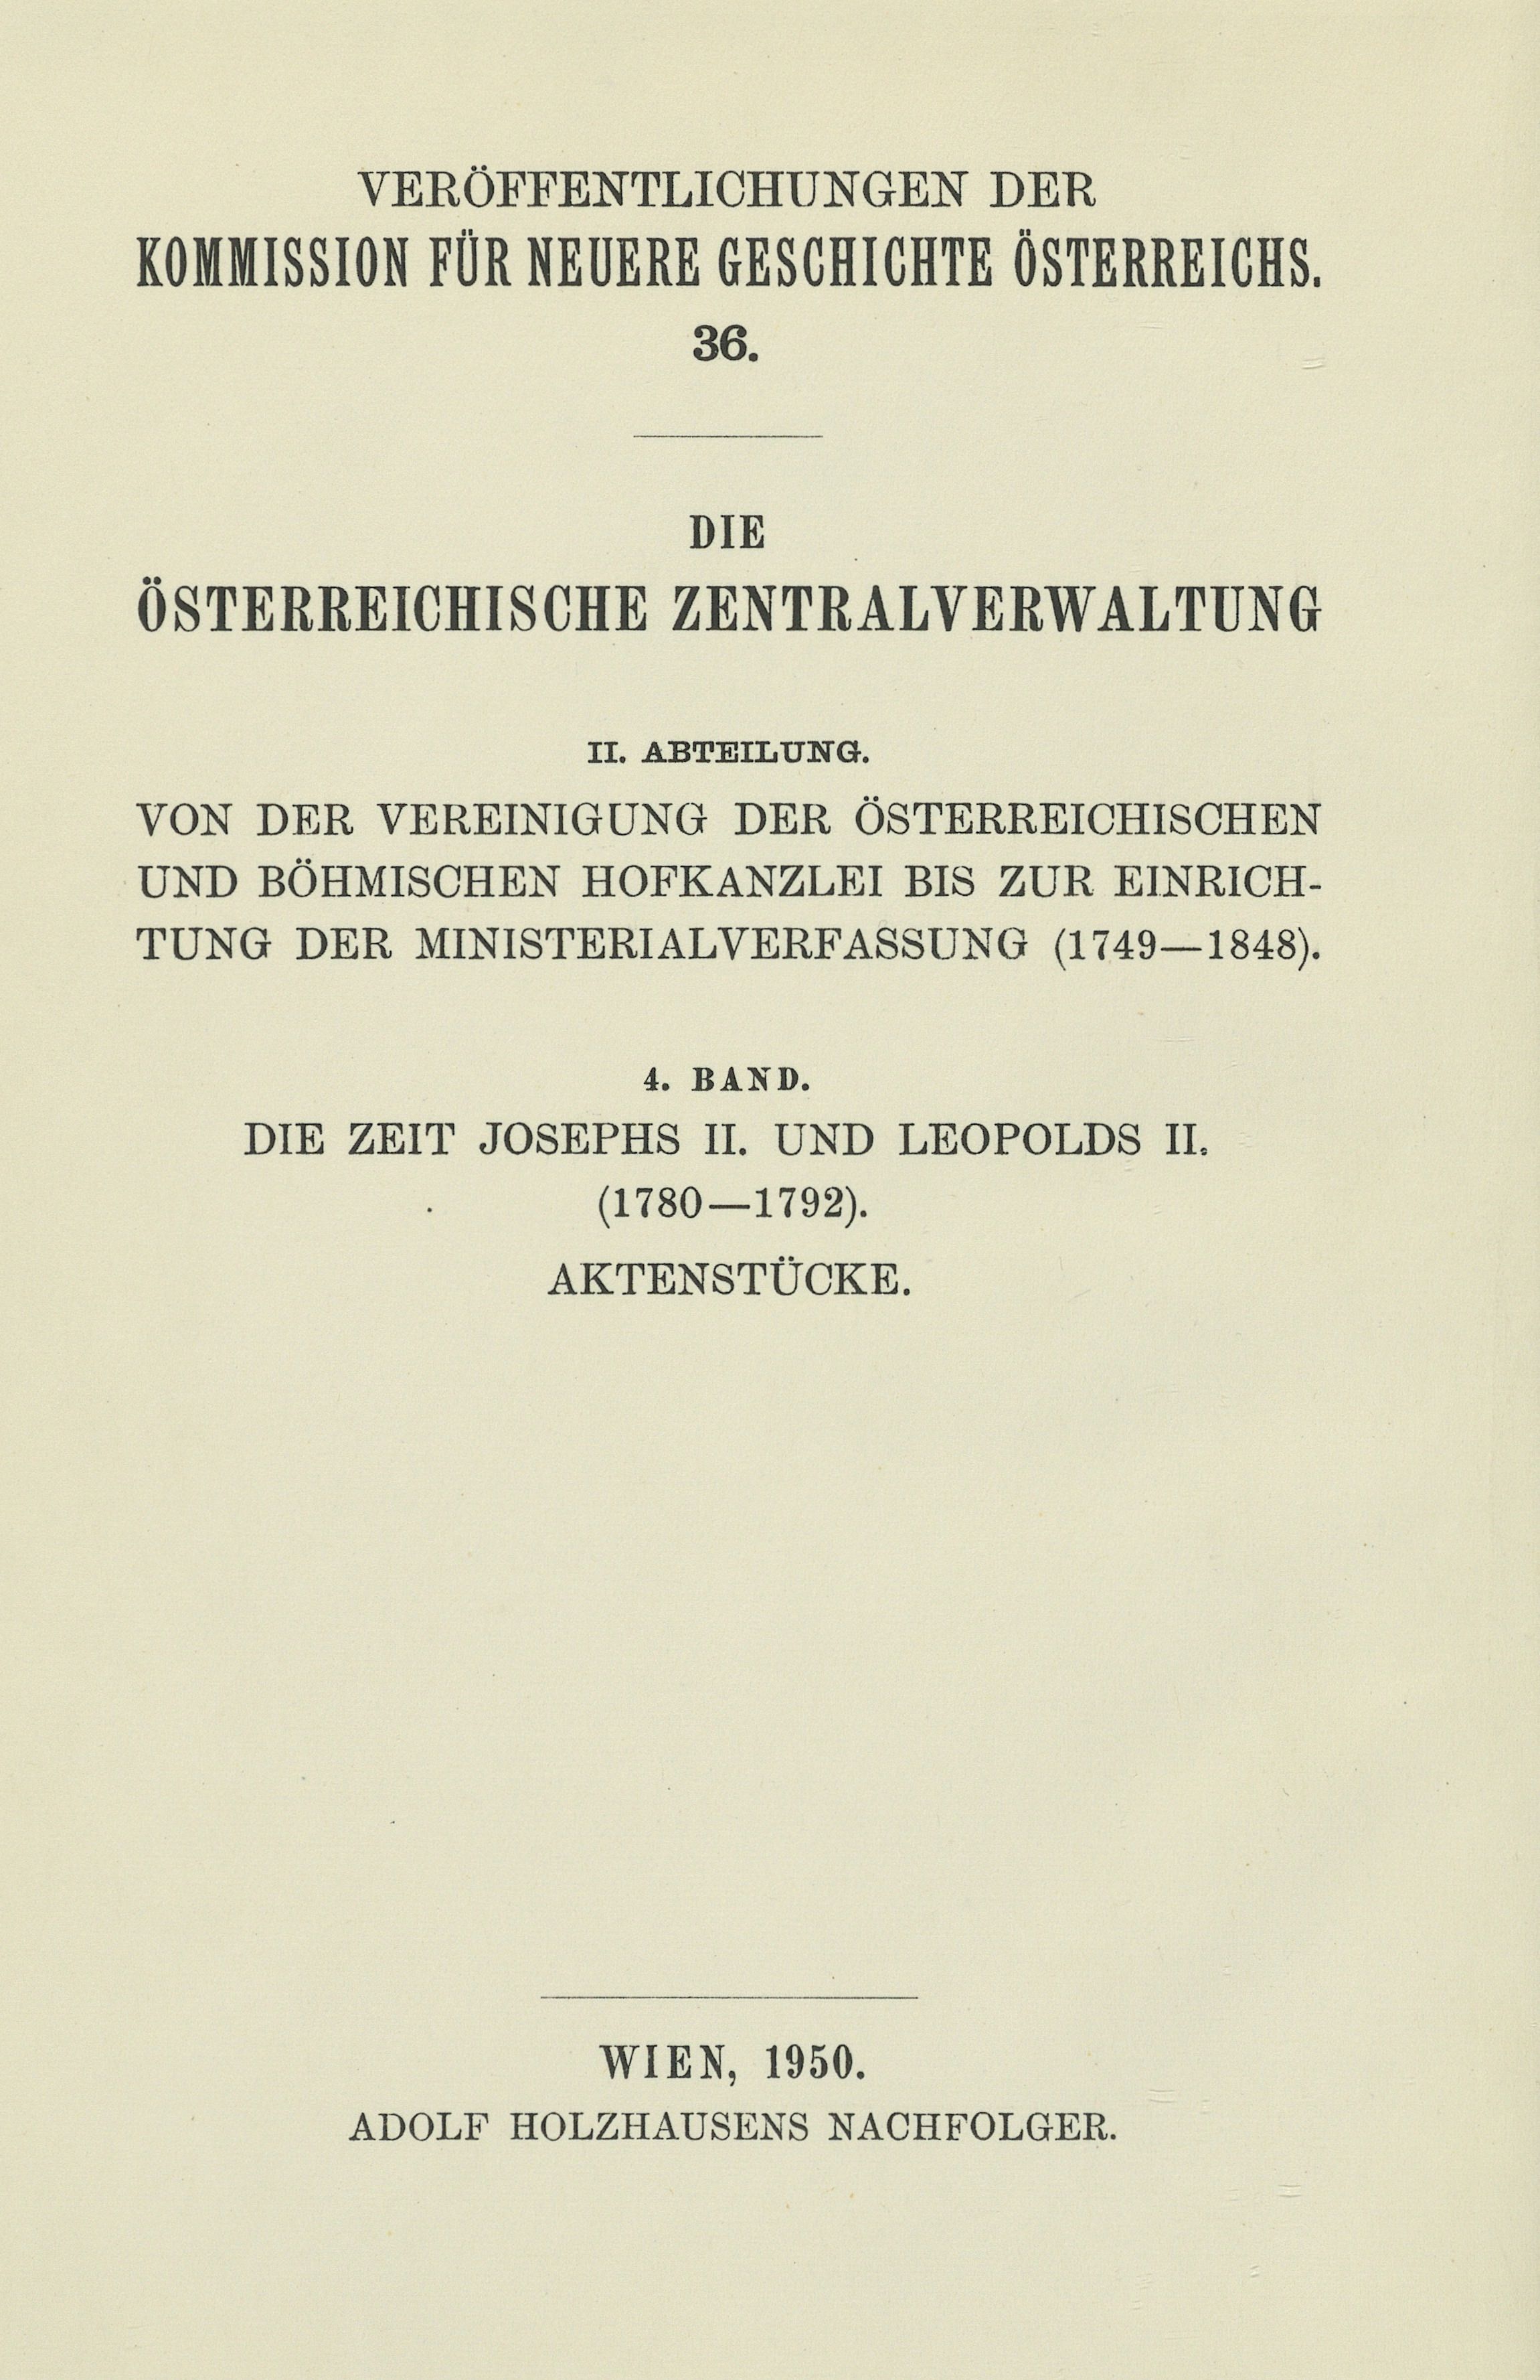 VERÖFFENTLICHUNGEN DER
KOMMISSION FÜR NEUERE GESCHICHTE ÖSTERREICHS.
36.
DIE
ÖSTERREICHISCHE ZENTRALVERWALTUNG
II. ABTEILUNG.
VON DER VEREINIGUNG DER ÖSTERREICHISCHEN
UND BÖHMISCHEN HOFKANZLEI BIS ZUR EINRICH-
TUNG DER MINISTERIALVERFASSUNG (1749—1848).
4. BAND.
DIE ZEIT JOSEPHS II. UND LEOPOLDS II.
(1780—1792).
AKTENSTÜCKE.
WIEN, 1950.
ADOLF HOLZHAUSENS NACHFOLGER.